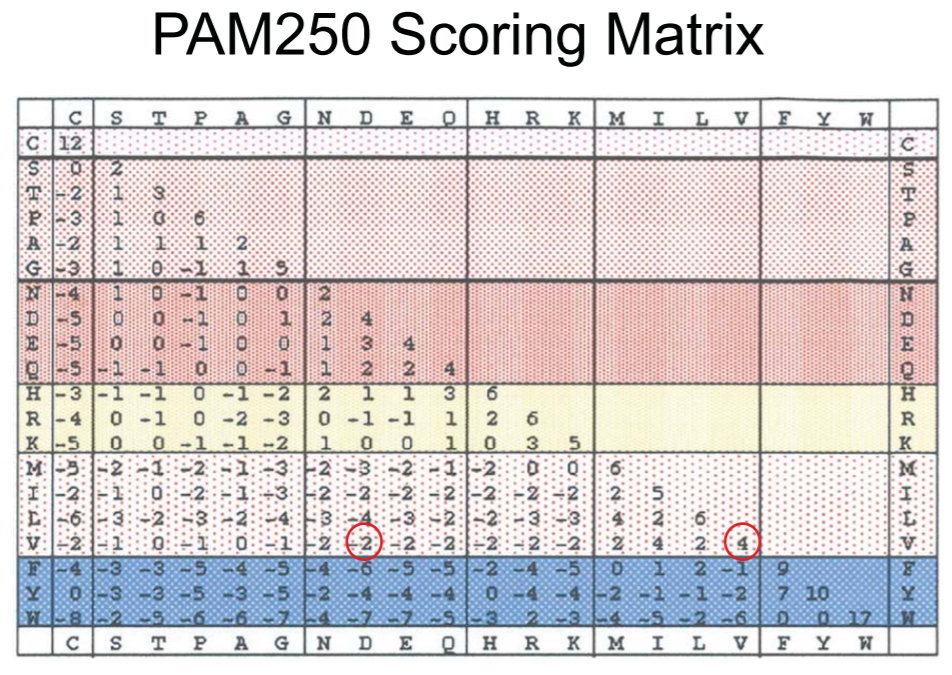 PAM250 Scoring Matrix
C S T P A G N D E Q H R K M I L V F Y W
C 12 C
S 0 2 S
T -2 1 3 T
P -3 1 0 6 P
A -2 1 1 1 2 A
G -3 1 0 -1 1 5 G
N -4 1 0 -1 0 0 2 N
D -5 0 0 -1 0 1 2 4 D
E -5 0 0 -1 0 0 1 3 4 E
Q -5 -1 -1 0 0 -1 1 2 2 4 Q
H -3 -1 -1 0 -1 -2 2 1 1 3 6 H
R -4 0 -1 0 -2 -3 0 -1 -1 1 2 6 R
K -5 0 0 -1 -1 -2 1 0 0 1 0 3 5 K
M -5 -2 -1 -2 -1 -3 -2 -3 -2 -1 -2 0 0 6 M
I -2 -1 0 -2 -1 -3 -2 -2 -2 -2 -2 -2 -2 2 5 I
L -6 -3 -2 -3 -2 -4 -3 -4 -3 -2 -2 -3 -3 4 2 6 L
V -2 -1 0 -1 0 -1 -2 -2 -2 -2 -2 -2 -2 2 4 2 4 V
F -4 -3 -3 -5 -4 -5 -4 -6 -5 -5 -2 -4 -5 0 1 2 -1 9 F
Y 0 -3 -3 -5 -3 -5 -2 -4 -4 -4 0 -4 -4 -2 -1 -1 -2 7 10 Y
W -8 -2 -5 -6 -6 -7 -4 -7 -7 -5 -3 2 -3 -4 -5 -2 -6 0 0 17 W
C S T P A G N D E Q H R K M I L V F Y W